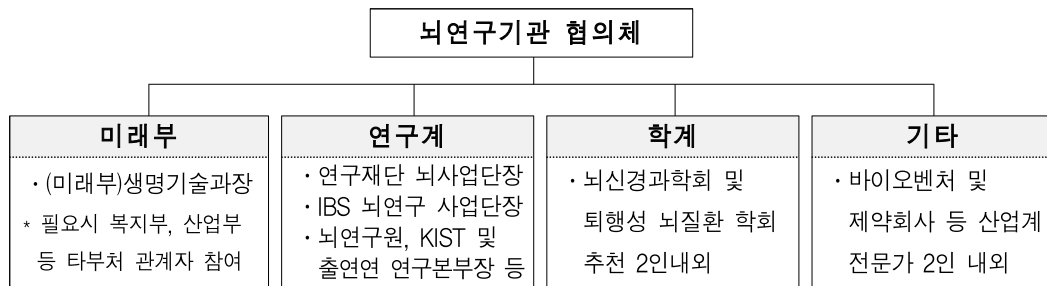 뇌연구기관 협의체
미래부
· (미래부)생명기술과장
* 필요시 복지부, 산업부
등 타부처 관계자 참여
연구계
· 연구재단 뇌사업단장
· IBS 뇌연구 사업단장
· 뇌연구원, KIST 및
출연연 연구본부장 등
학계
· 뇌신경과학회 및
퇴행성 뇌질환 학회
추천 2인내외
기타
· 바이오벤처 및
제약회사 등 산업계
전문가 2인 내외